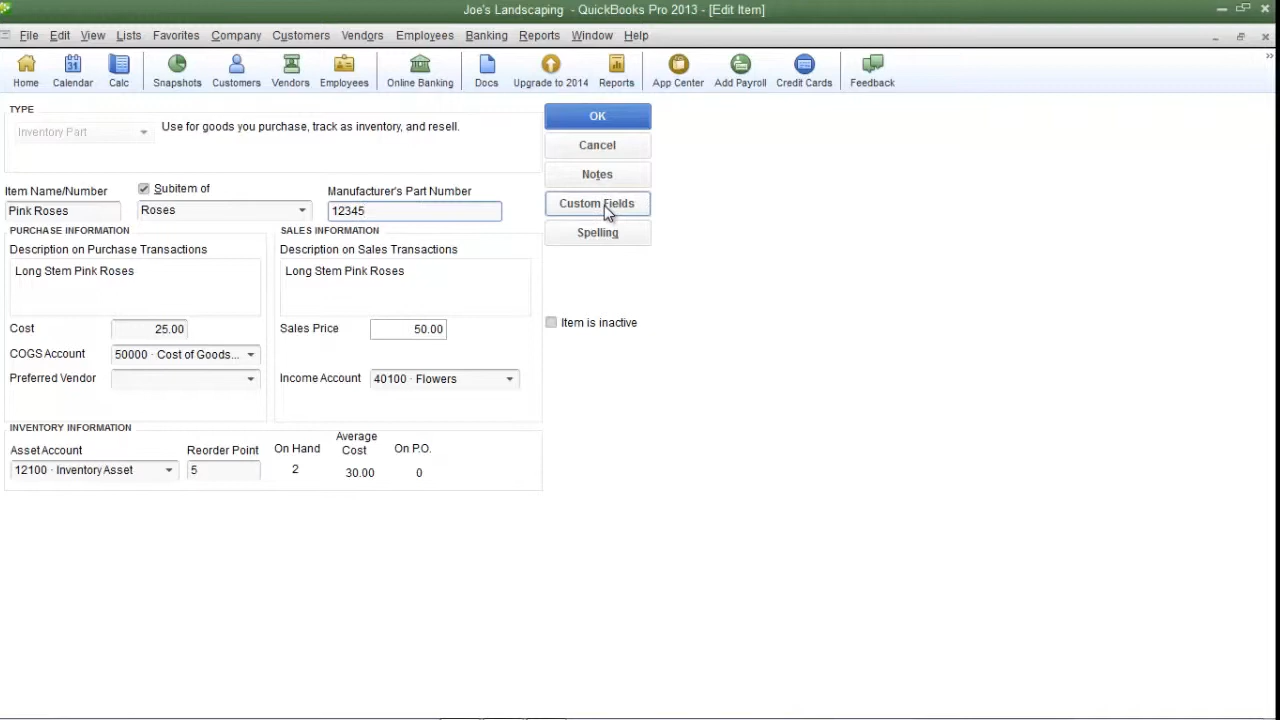 Joe's Landscaping - QuickBooks Pro 2013 - [Edit Item]
File Edit View Lists Favorites Company Customers Vendors Employees Banking Reports Window Help
31
Home Calendar Calc Snapshots Customers Vendors Employees Online Banking Docs Upgrade to 2014 Reports App Center Add Payroll Credit Cards Feedback
TYPE
Inventory Part
Use for goods you purchase, track as inventory, and resell.
OK
Cancel
Notes
Custom Fields
Spelling
Item Name/Number Subitem of Manufacturer's Part Number
Pink Roses Roses 12345
PURCHASE INFORMATION SALES INFORMATION
Description on Purchase Transactions Description on Sales Transactions
Long Stem Pink Roses Long Stem Pink Roses
Item is inactive
Cost 25.00 Sales Price 50.00
COGS Account 50000 · Cost of Goods...
Preferred Vendor Income Account 40100 · Flowers
INVENTORY INFORMATION
Asset Account Reorder Point On Hand Average Cost On P.O.
12100 · Inventory Asset 5 2 30.00 0